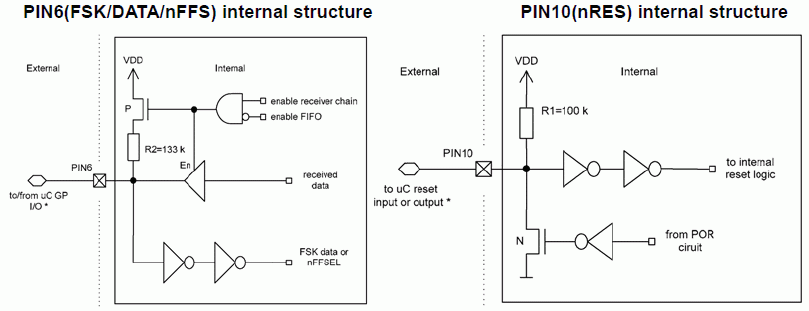 PIN6(FSK/DATA/nFFS) internal structure
External
Internal
VDD
P
enable receiver chain
enable FIFO
R2=133 k
PIN6
En
to/from uC GP
I/O *
received
data
FSK data or
nFFSEL
PIN10(nRES) internal structure
External
Internal
VDD
R1=100 k
PIN10
to uC reset
input or output *
to internal
reset logic
N
from POR
ciruit